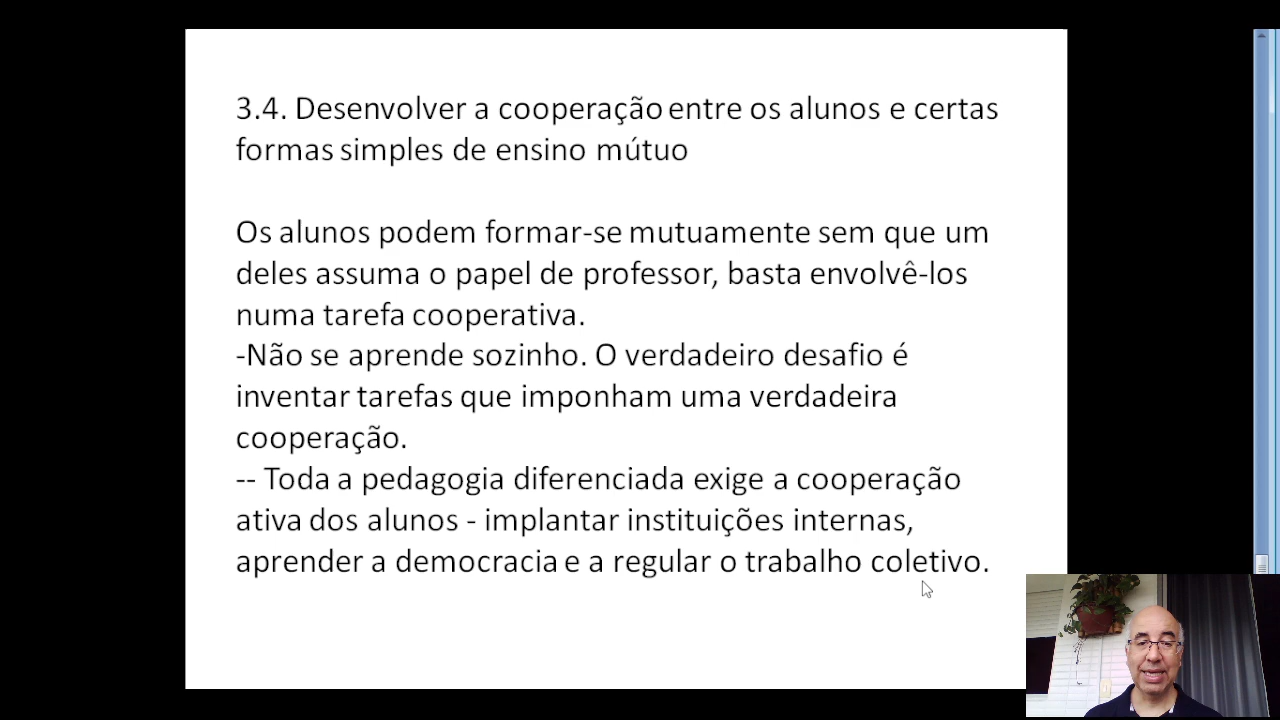 3.4. Desenvolver a cooperação entre os alunos e certas
formas simples de ensino mútuo
Os alunos podem formar-se mutuamente sem que um
deles assuma o papel de professor, basta envolvê-los
numa tarefa cooperativa.
-Não se aprende sozinho. O verdadeiro desafio é
inventar tarefas que imponham uma verdadeira
cooperação.
-- Toda a pedagogia diferenciada exige a cooperação
ativa dos alunos - implantar instituições internas,
aprender a democracia e a regular o trabalho coletivo.